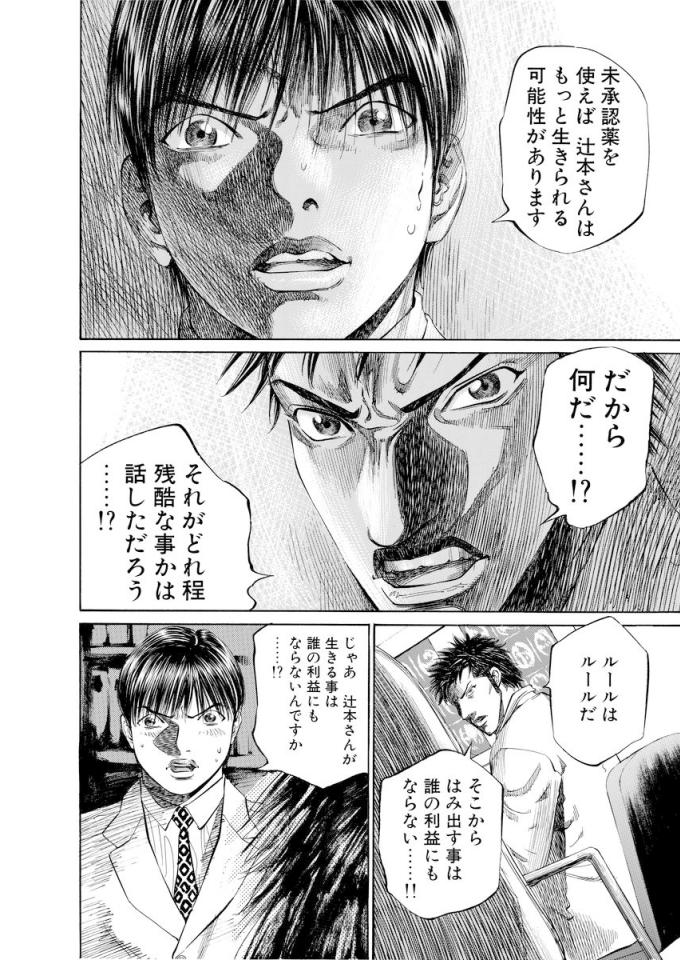 未承認薬を
使えば 辻本さんは
もっと生きられる
可能性があります
だから
何だ……!?
それがどれ程
残酷な事かは
話しただろう
……!?
ルールは
ルールだ
そこから
はみ出す事は
誰の利益にも
ならない……!!
じゃあ 辻本さんが
生きる事は
誰の利益にも
ならないんですか
……!?